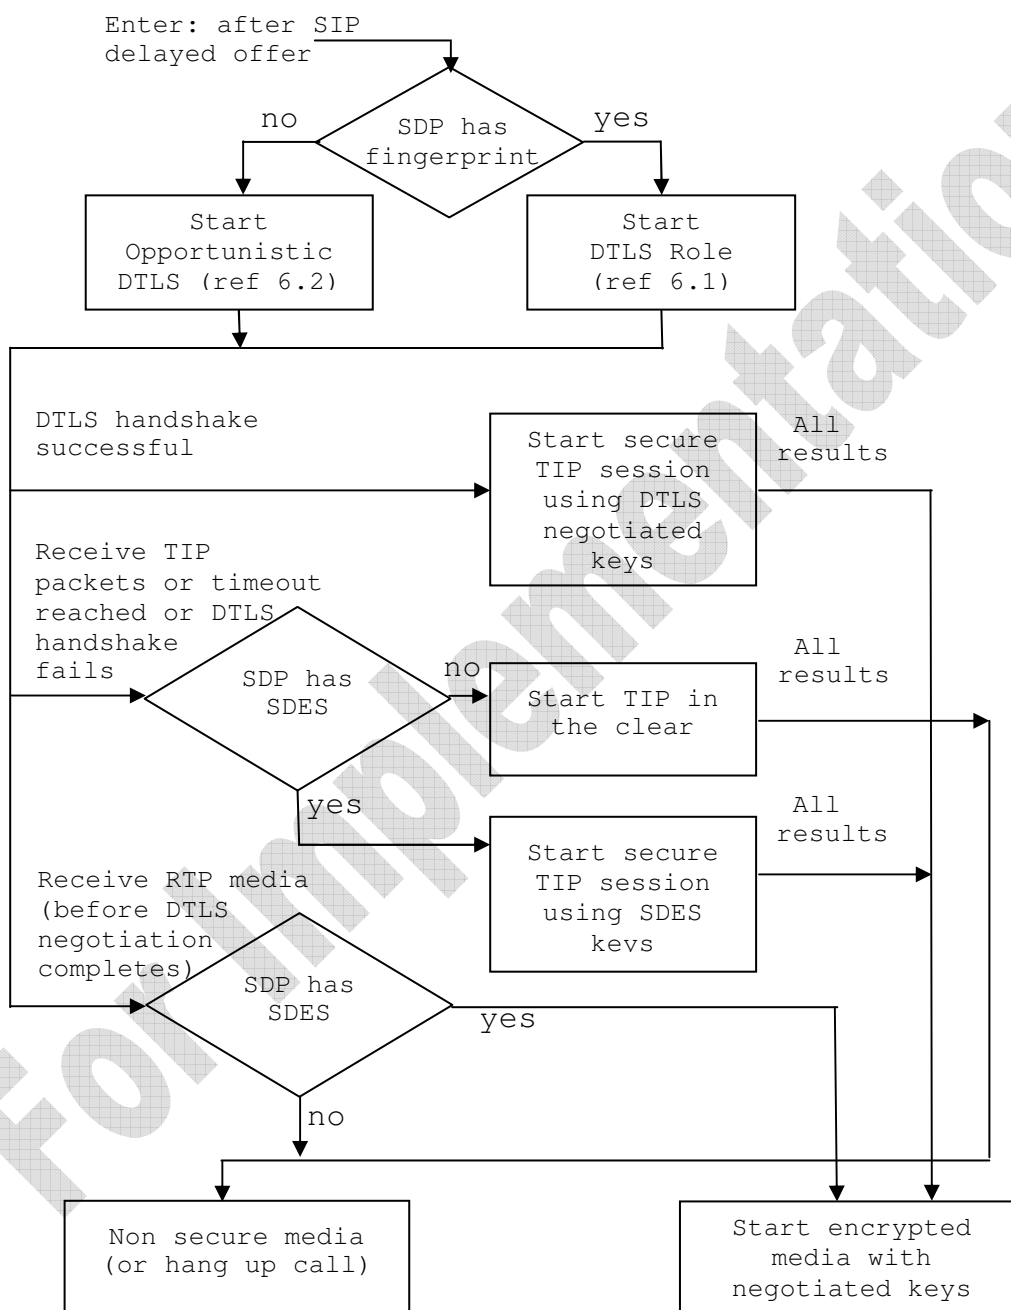 Enter: after SIP
delayed offer
no
SDP has
fingerprint
yes
Start
Opportunistic
DTLS (ref 6.2)
Start
DTLS Role
(ref 6.1)
DTLS handshake
successful
Start secure
TIP session
using DTLS
negotiated
keys
All
results
Receive TIP
packets or timeout
reached or DTLS
handshake
fails
SDP has
SDES
no
Start TIP in
the clear
All
results
yes
Start secure
TIP session
using SDES
keys
All
results
Receive RTP media
(before DTLS
negotiation
completes)
SDP has
SDES
yes
no
Non secure media
(or hang up call)
Start encrypted
media with
negotiated keys
For Implementation